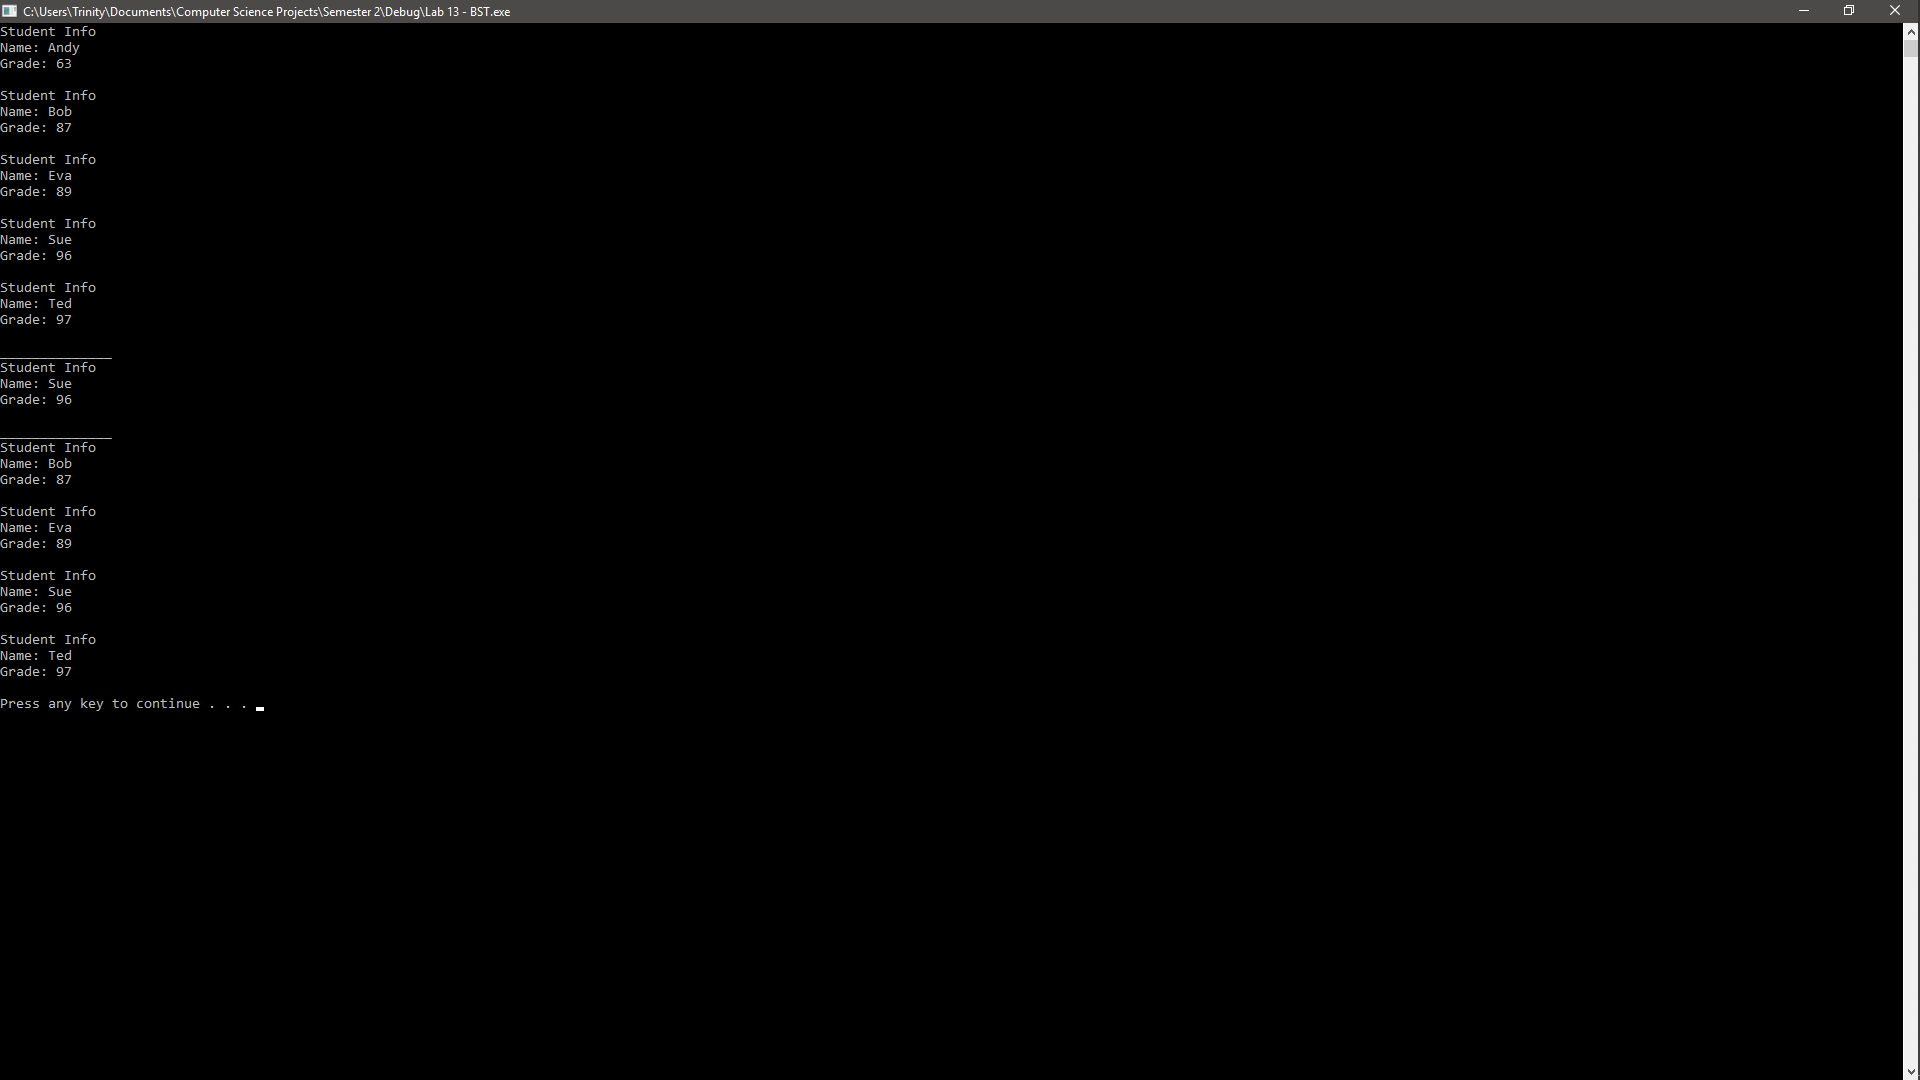 C:\Users\Trinity\Documents\Computer Science Projects\Semester 2\Debug\Lab 13 - BST.exe
Student Info
Name: Andy
Grade: 63
Student Info
Name: Bob
Grade: 87
Student Info
Name: Eva
Grade: 89
Student Info
Name: Sue
Grade: 96
Student Info
Name: Ted
Grade: 97
______________
Student Info
Name: Sue
Grade: 96
______________
Student Info
Name: Bob
Grade: 87
Student Info
Name: Eva
Grade: 89
Student Info
Name: Sue
Grade: 96
Student Info
Name: Ted
Grade: 97
Press any key to continue . . .